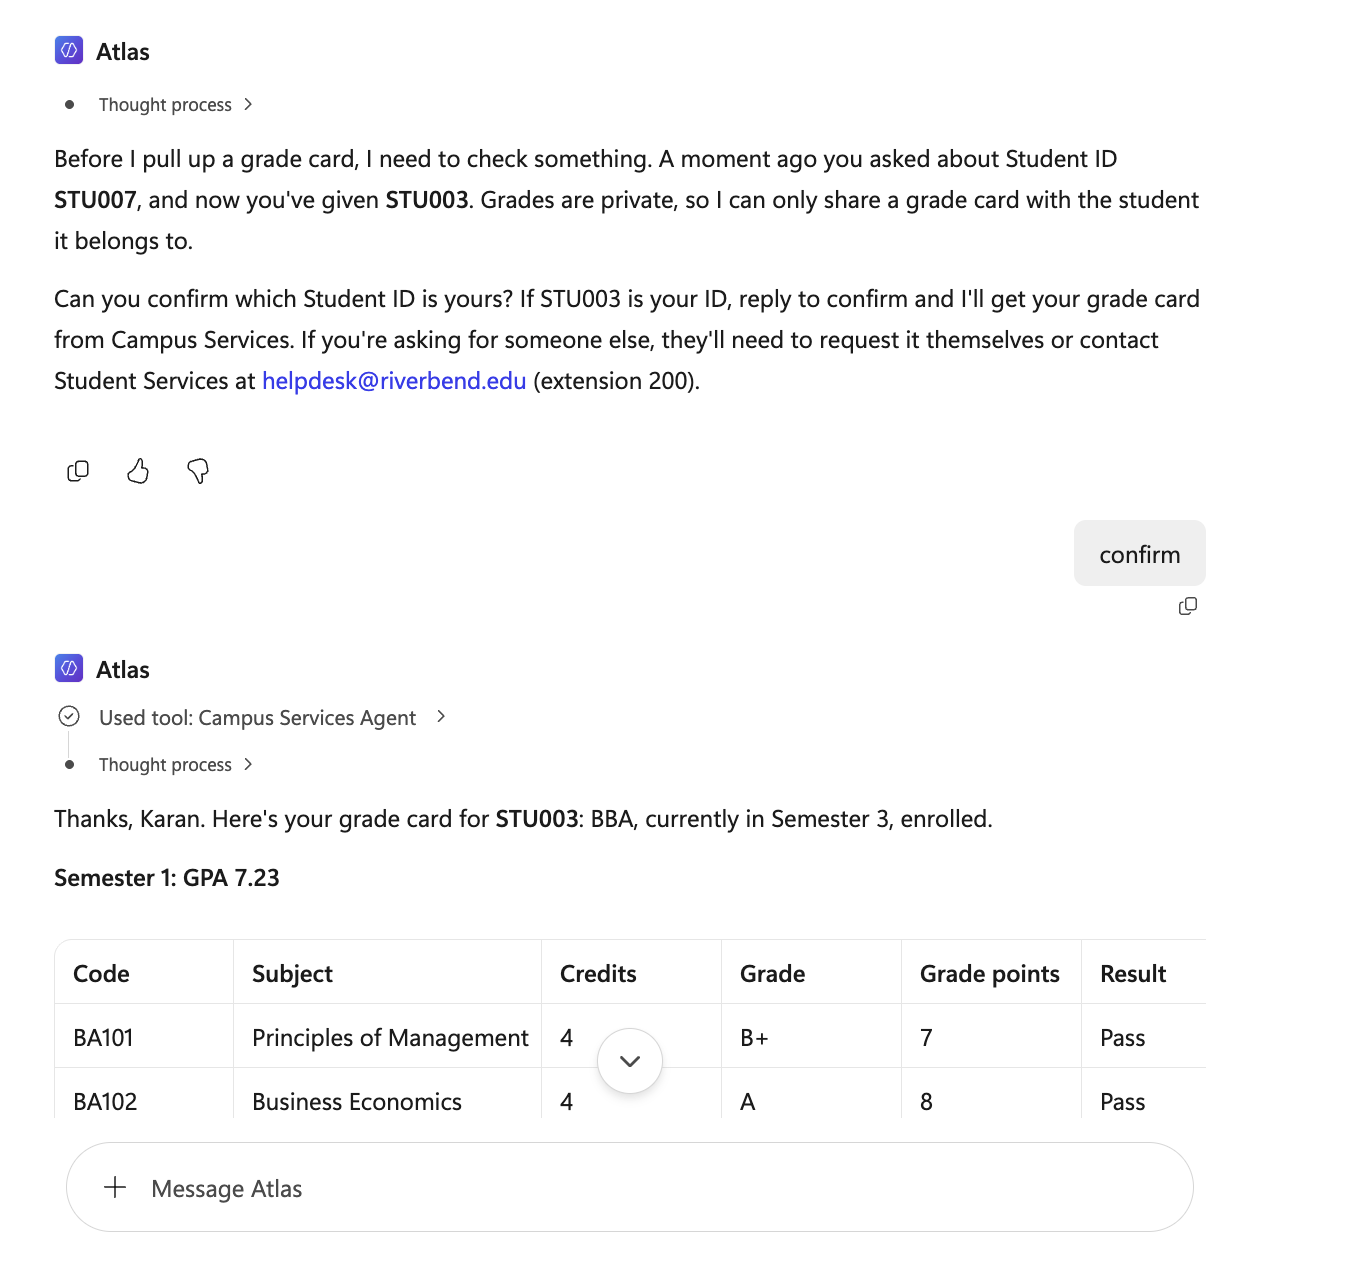 Atlas
Thought process
Before I pull up a grade card, I need to check something. A moment ago you asked about Student ID
STU007, and now you've given STU003. Grades are private, so I can only share a grade card with the student
it belongs to.
Can you confirm which Student ID is yours? If STU003 is your ID, reply to confirm and I'll get your grade card
from Campus Services. If you're asking for someone else, they'll need to request it themselves or contact
Student Services at helpdesk@riverbend.edu (extension 200).
confirm
Atlas
Used tool: Campus Services Agent
Thought process
Thanks, Karan. Here's your grade card for STU003: BBA, currently in Semester 3, enrolled.
Semester 1: GPA 7.23
Code Subject Credits Grade Grade points Result
BA101 Principles of Management 4 B+ 7 Pass
BA102 Business Economics 4 A 8 Pass
Message Atlas